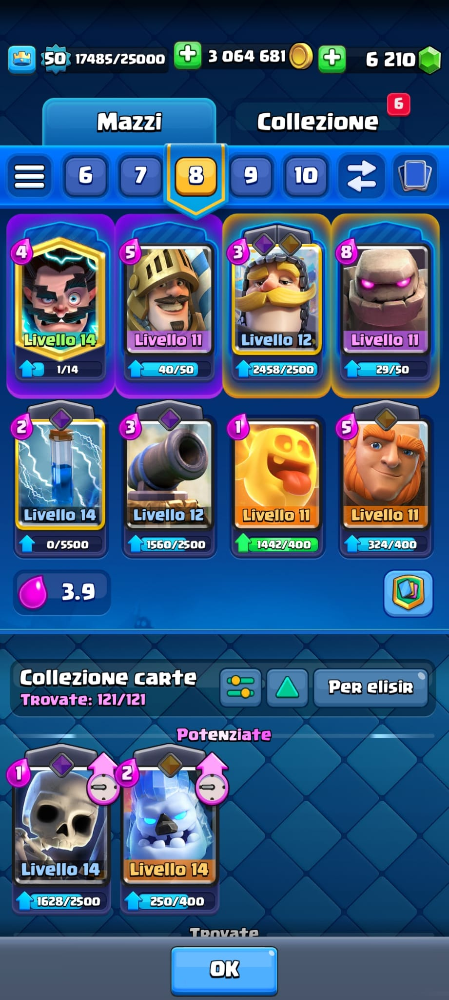 50 17485/25000 3 064 681 6 210
Mazzi Collezione 6
6 7 8 9 10
4 5 3 8
Livello 14 Livello 11 Livello 12 Livello 11
1/14 40/50 2458/2500 29/50
2 3 1 5
Livello 14 Livello 12 Livello 11 Livello 11
0/5500 1560/2500 1442/400 324/400
3.9
Collezione carte
Trovate: 121/121
Per elisir
Potenziate
1 2
Livello 14 Livello 14
1628/2500 250/400
Trovate
OK